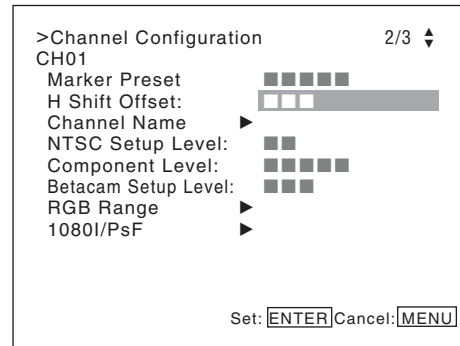 >Channel Configuration 2/3
CH01
Marker Preset ■■■■■
H Shift Offset: □□□
Channel Name ►
NTSC Setup Level: ■■
Component Level: ■■■■■
Betacam Setup Level: ■■■
RGB Range ►
1080I/PsF ►
Set: ENTER Cancel: MENU